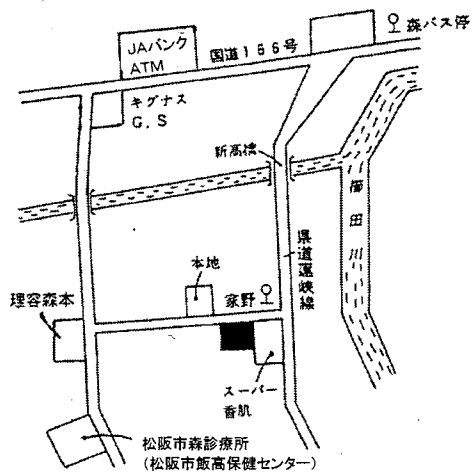 JAバンク
ATM
国道166号
森バス停
キグナス
G.S
新高橋
櫛田川
県道蓮峡線
本地
家野
理容森本
スーパー
香肌
松阪市森診療所
(松阪市飯高保健センター)